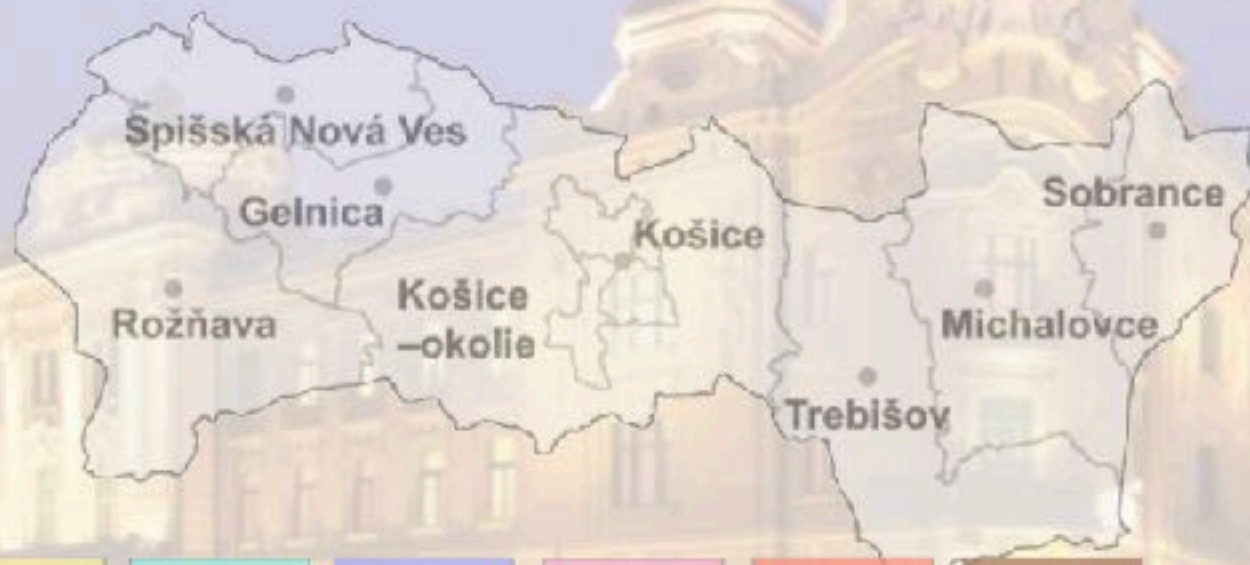 Spišská Nová Ves
Gelnica
Rožňava
Košice
–okolie
Košice
Trebišov
Michalovce
Sobrance